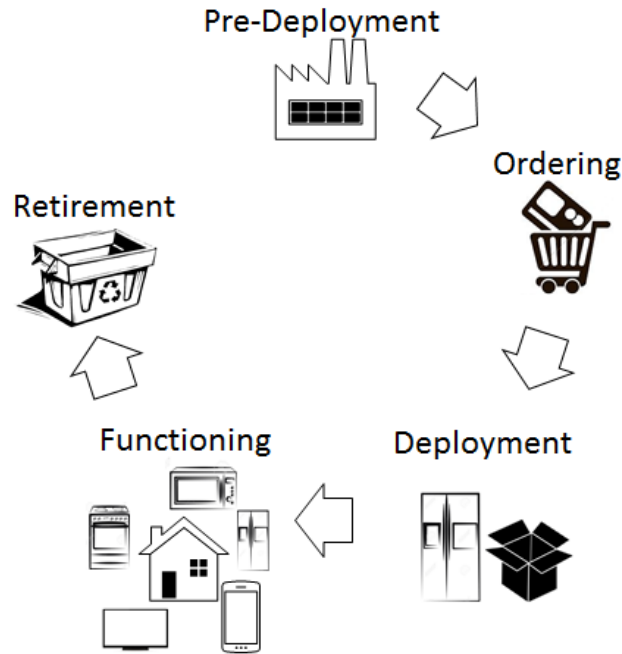 Pre-Deployment
Ordering
Retirement
Functioning
Deployment